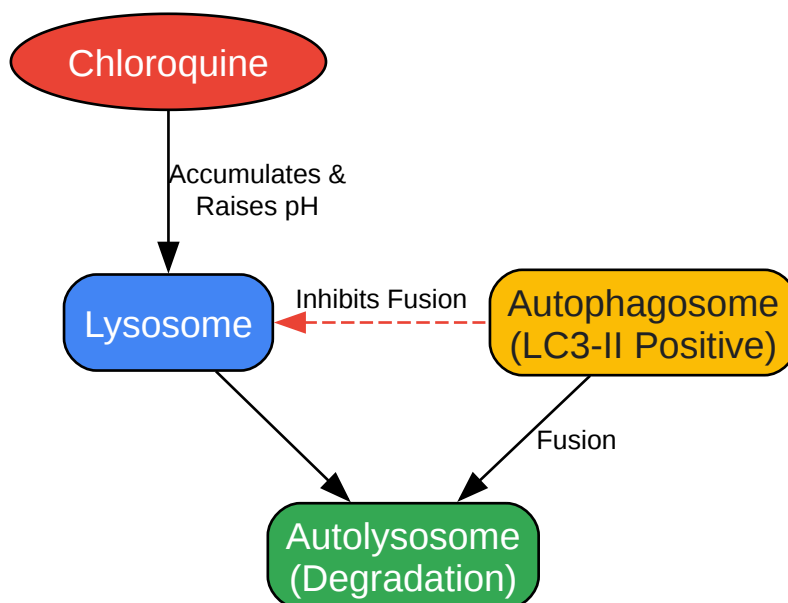 Chloroquine
Accumulates &
Raises pH
Lysosome
Inhibits Fusion
Autophagosome
(LC3-II Positive)
Fusion
Autolysosome
(Degradation)